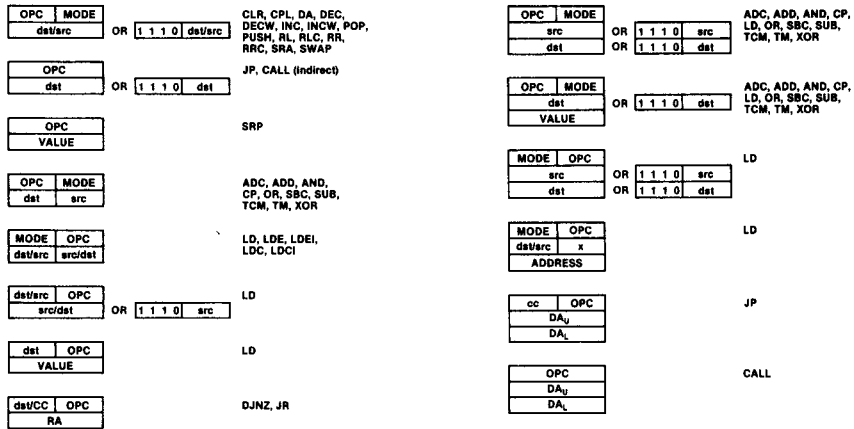 OPC MODE
dst/src OR 1 1 1 0 dst/src
CLR, CPL, DA, DEC,
DECW, INC, INCW, POP,
PUSH, RL, RLC, RR,
RRC, SRA, SWAP
OPC
dst OR 1 1 1 0 dst
JP, CALL (indirect)
OPC
VALUE
SRP
OPC MODE
dst src
ADC, ADD, AND,
CP, OR, SBC, SUB,
TCM, TM, XOR
MODE OPC
dst/src src/dst
LD, LDE, LDEI,
LDC, LDCI
dst/src OPC
src/dst OR 1 1 1 0 src
LD
dst OPC
VALUE
LD
dst/CC OPC
RA
DJNZ, JR
OPC MODE
src OR 1 1 1 0 src
dst OR 1 1 1 0 dst
ADC, ADD, AND, CP,
LD, OR, SBC, SUB,
TCM, TM, XOR
OPC MODE
dst OR 1 1 1 0 dst
VALUE
ADC, ADD, AND, CP,
LD, OR, SBC, SUB,
TCM, TM, XOR
MODE OPC
src OR 1 1 1 0 src
dst OR 1 1 1 0 dst
LD
MODE OPC
dst/src x
ADDRESS
LD
cc OPC
DAU
DAL
JP
OPC
DAU
DAL
CALL